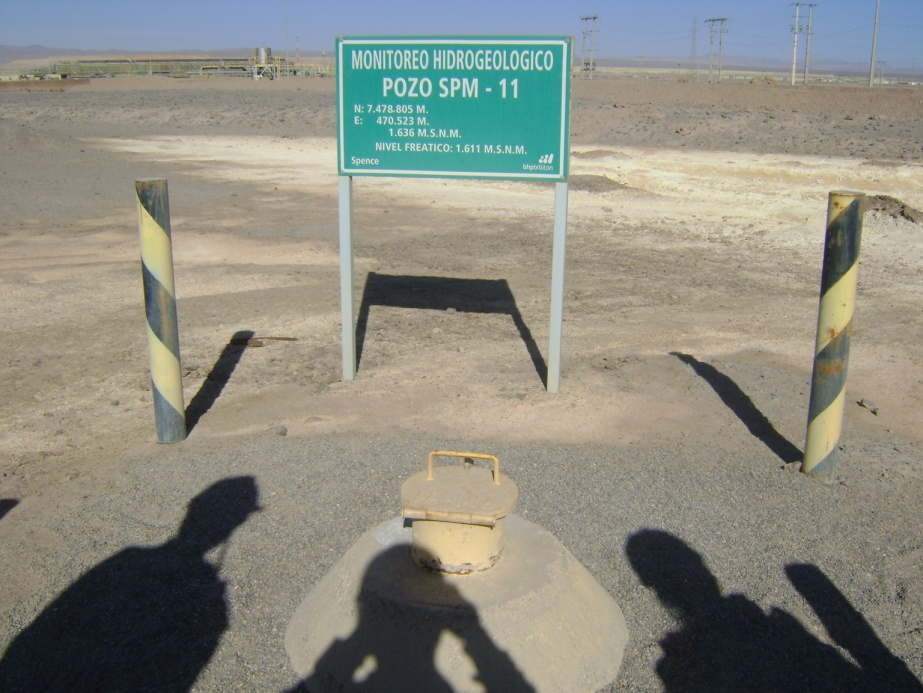 MONITOREO HIDROGEOLOGICO
POZO SPM - 11
N: 7.478.805 M.
E: 470.523 M.
1.636 M.S.N.M.
NIVEL FREATICO: 1.611 M.S.N.M.
Spence bhpbilliton